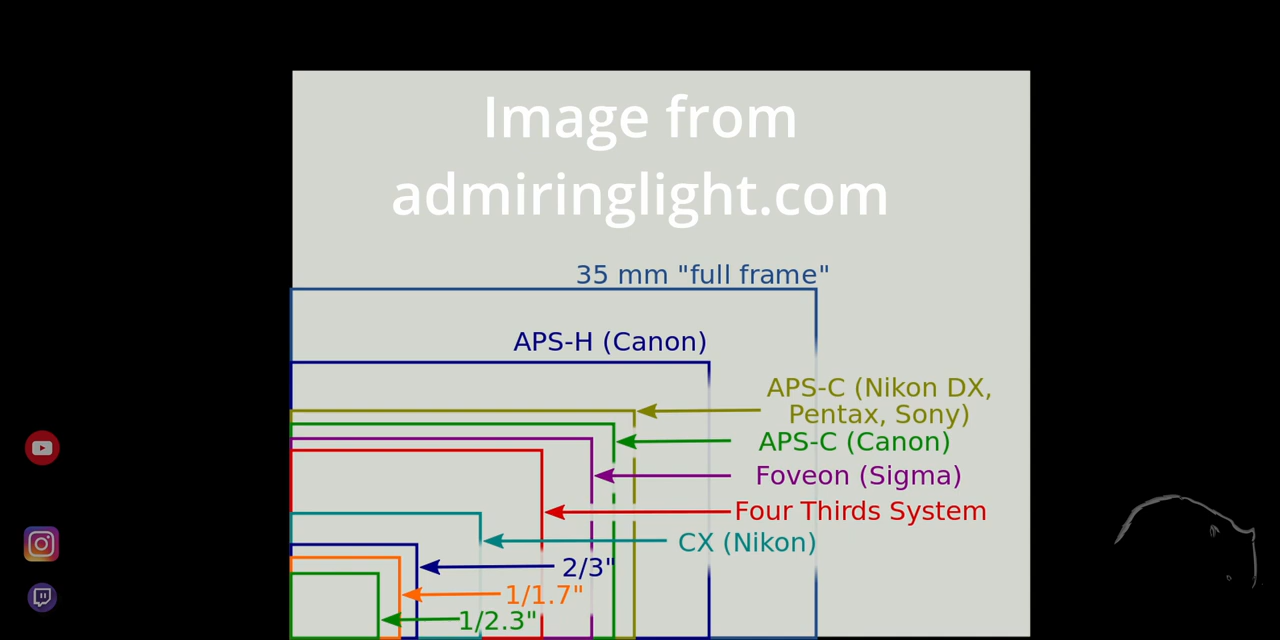 Image from
admiringlight.com
35 mm "full frame"
APS-H (Canon)
APS-C (Nikon DX,
Pentax, Sony)
APS-C (Canon)
Foveon (Sigma)
Four Thirds System
CX (Nikon)
2/3"
1/1.7"
1/2.3"